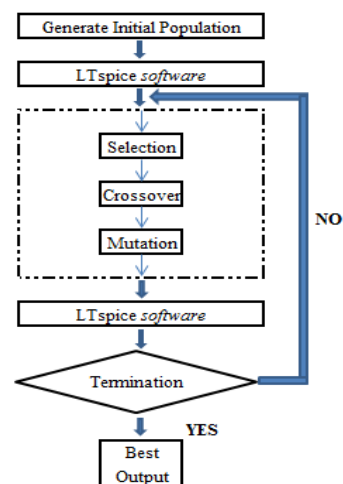 Generate Initial Population
LTspice software
Selection
Crossover
Mutation
NO
LTspice software
Termination
YES
Best
Output